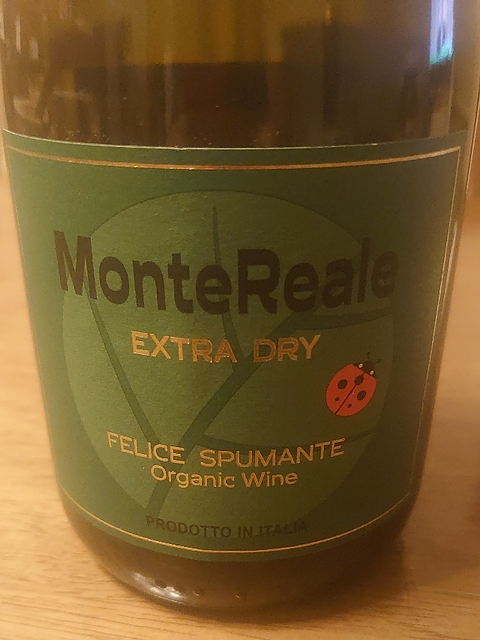 MonteReale
EXTRA DRY
FELICE SPUMANTE
Organic Wine
PRODOTTO IN ITALIA